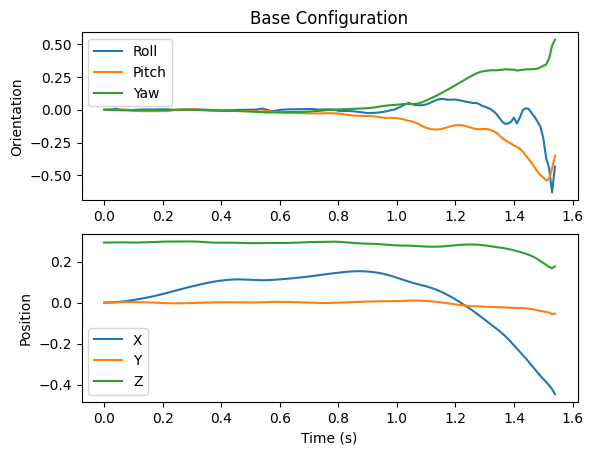 Base Configuration
Orientation
0.50
0.25
0.00
−0.25
−0.50
Roll
Pitch
Yaw
0.0 0.2 0.4 0.6 0.8 1.0 1.2 1.4 1.6
Position
0.2
0.0
−0.2
−0.4
X
Y
Z
0.0 0.2 0.4 0.6 0.8 1.0 1.2 1.4 1.6
Time (s)